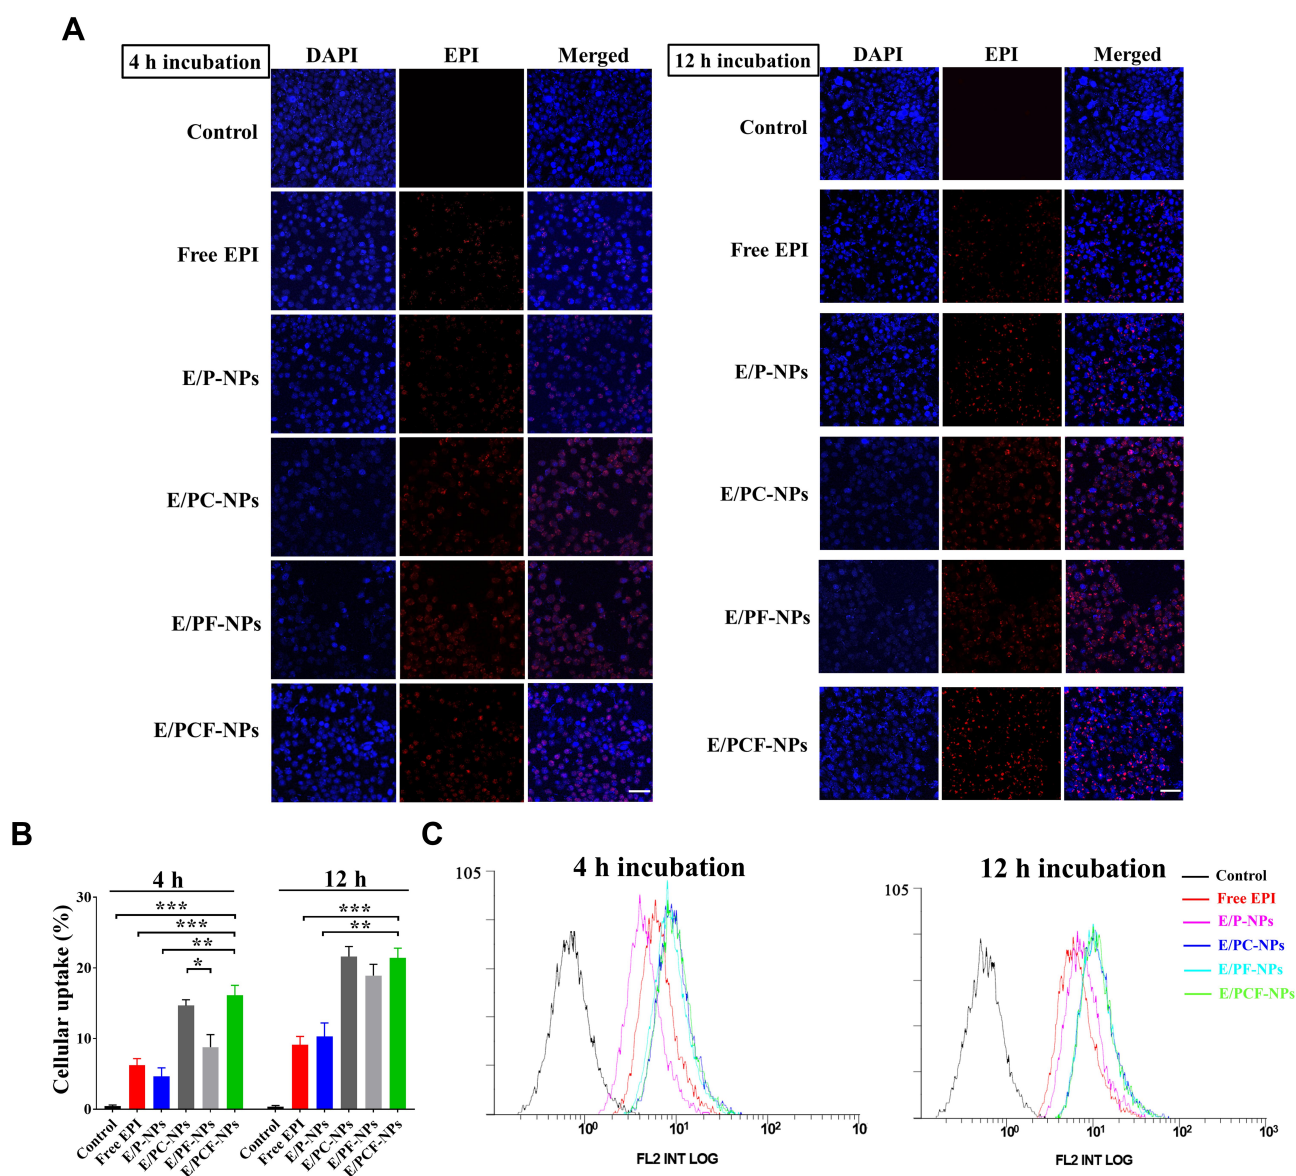 A
4 h incubation
DAPI EPI Merged
12 h incubation
DAPI EPI Merged
Control
Free EPI
E/P-NPs
E/PC-NPs
E/PF-NPs
E/PCF-NPs
Control
Free EPI
E/P-NPs
E/PC-NPs
E/PF-NPs
E/PCF-NPs
B
Cellular uptake (%)
30
20
10
0
4 h
***
***
**
*
12 h
***
**
Control
Free EPI
E/P-NPs
E/PC-NPs
E/PF-NPs
E/PCF-NPs
Control
Free EPI
E/P-NPs
E/PC-NPs
E/PF-NPs
E/PCF-NPs
C
4 h incubation
105
10⁰ 10¹ 10² 10
FL2 INT LOG
12 h incubation
105
10⁰ 10¹ 10² 10³
FL2 INT LOG
Control
Free EPI
E/P-NPs
E/PC-NPs
E/PF-NPs
E/PCF-NPs